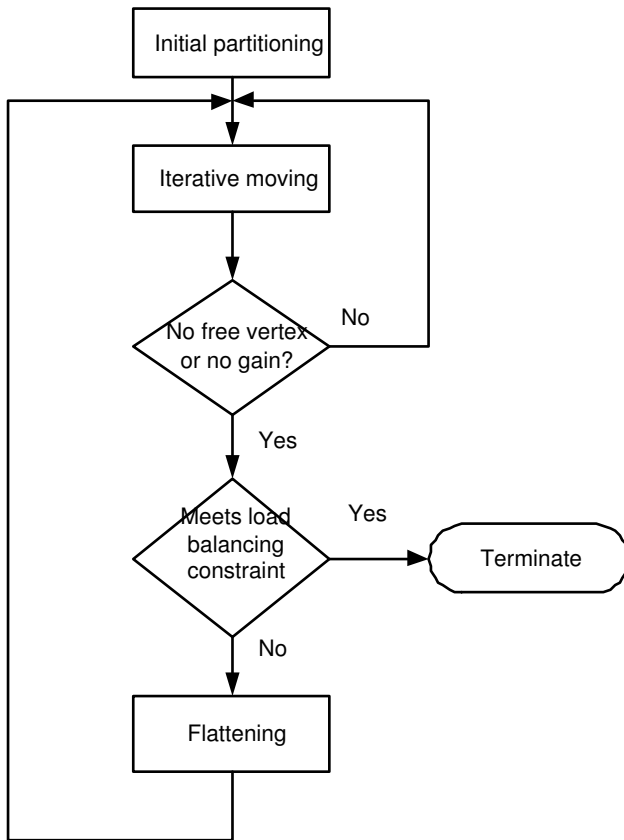 Initial partitioning
Iterative moving
No free vertex
or no gain?
No
Yes
Meets load
balancing
constraint
Yes
Terminate
No
Flattening